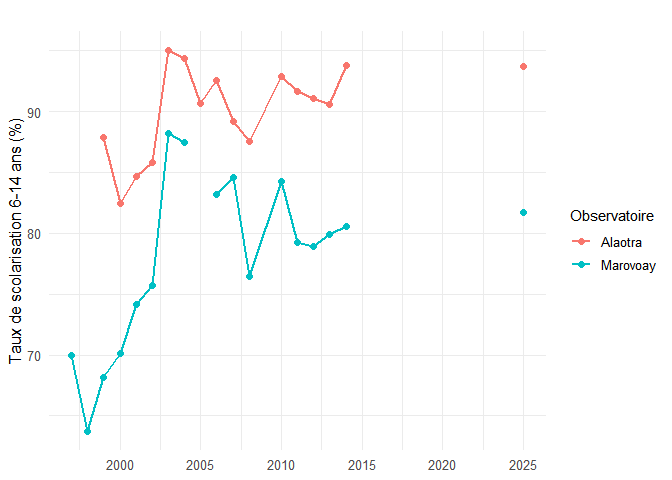 Taux de scolarisation 6-14 ans (%)
90
80
70
2000 2005 2010 2015 2020 2025
Observatoire
Alaotra
Marovoay